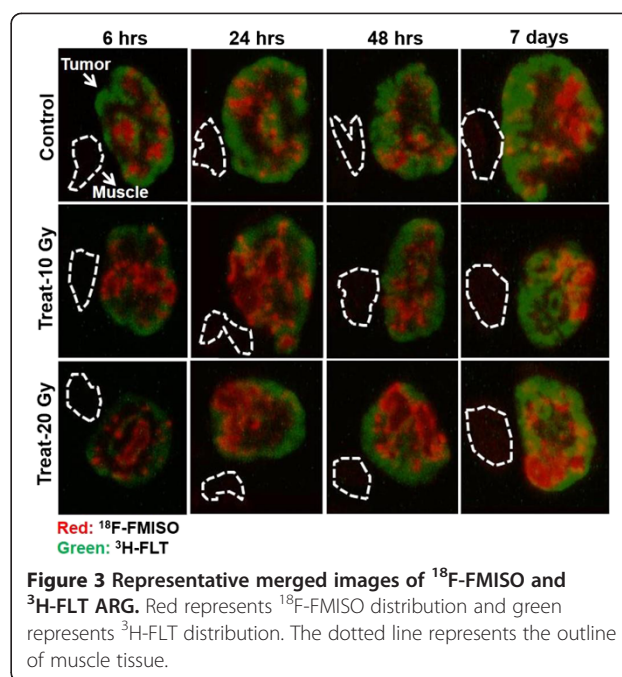 6 hrs 24 hrs 48 hrs 7 days
Tumor
Muscle
Control
Treat-10 Gy
Treat-20 Gy
Red: ¹⁸F-FMISO
Green: ³H-FLT
Figure 3 Representative merged images of ¹⁸F-FMISO and
³H-FLT ARG. Red represents ¹⁸F-FMISO distribution and green
represents ³H-FLT distribution. The dotted line represents the outline
of muscle tissue.